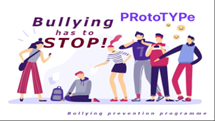 Bullying
has to
STOP!
PRotoTYPe
Bullying prevention programme